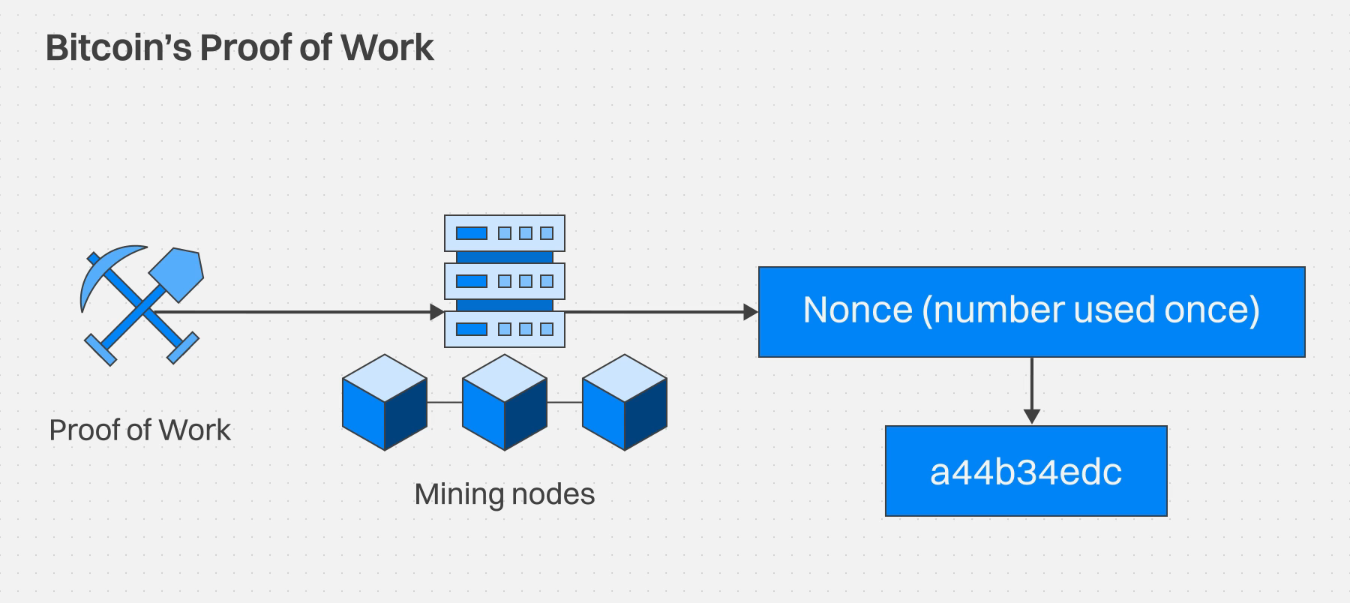 Bitcoin’s Proof of Work
Nonce (number used once)
Proof of Work
a44b34edc
Mining nodes